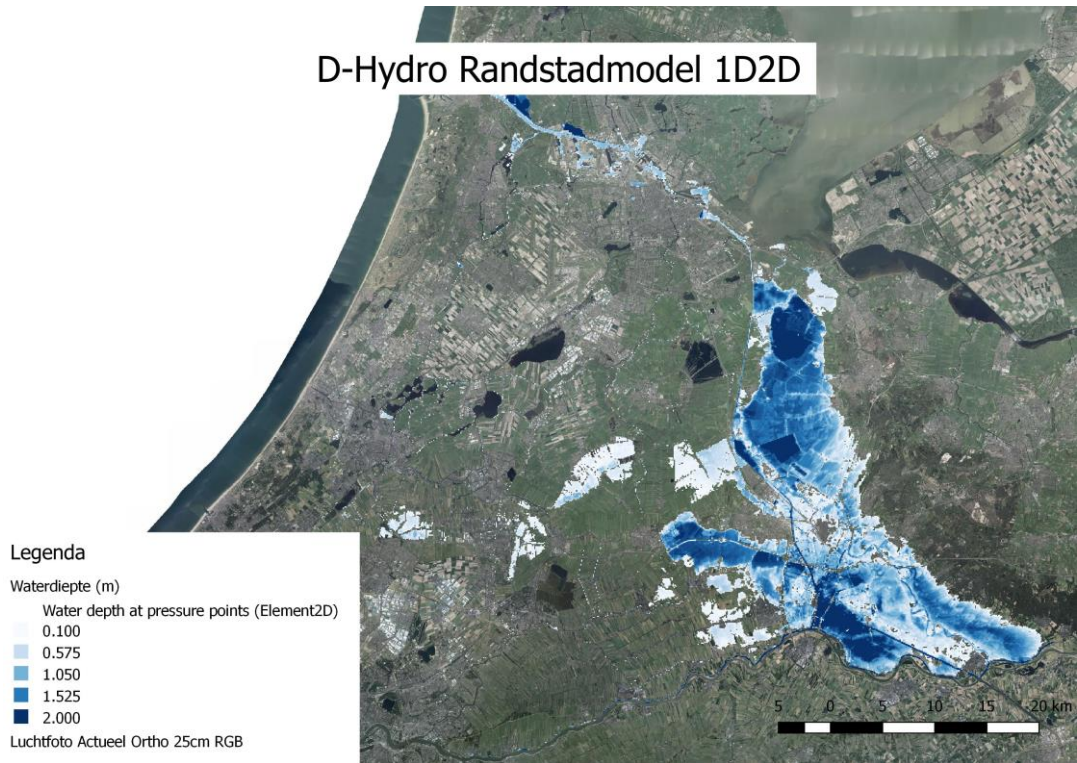 D-Hydro Randstadmodel 1D2D
Legenda
Waterdiepte (m)
Water depth at pressure points (Element2D)
0.100
0.575
1.050
1.525
2.000
Luchtfoto Actueel Ortho 25cm RGB
5 0 5 10 15 20 km